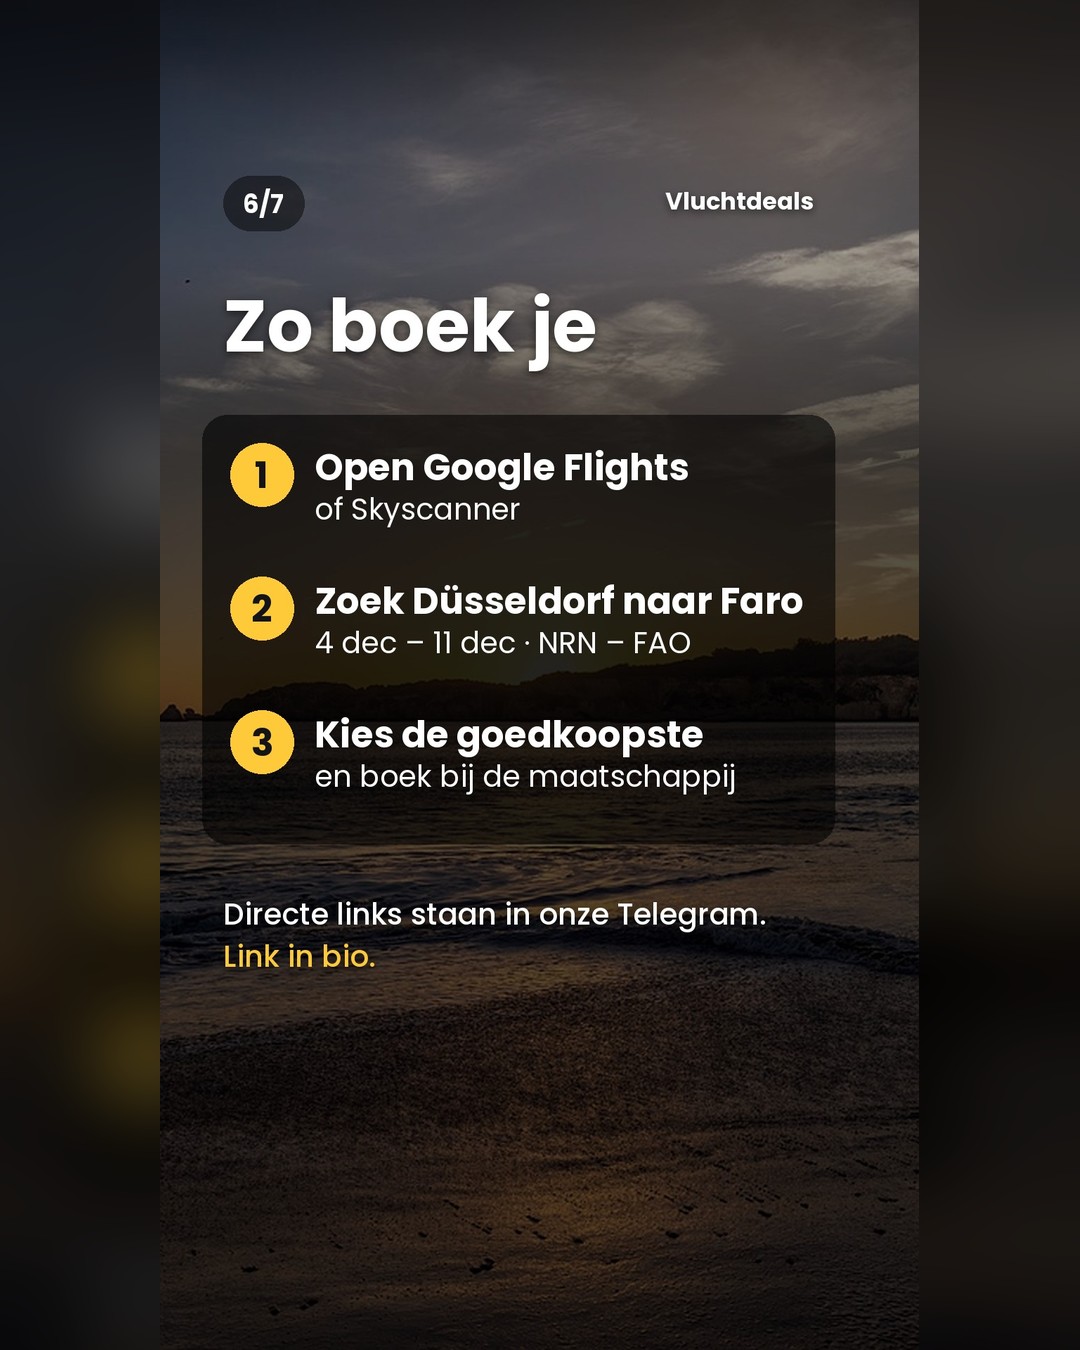 6/7
Vluchtdeals
Zo boek je
1
Open Google Flights
of Skyscanner
2
Zoek Düsseldorf naar Faro
4 dec – 11 dec · NRN – FAO
3
Kies de goedkoopste
en boek bij de maatschappij
Directe links staan in onze Telegram.
Link in bio.